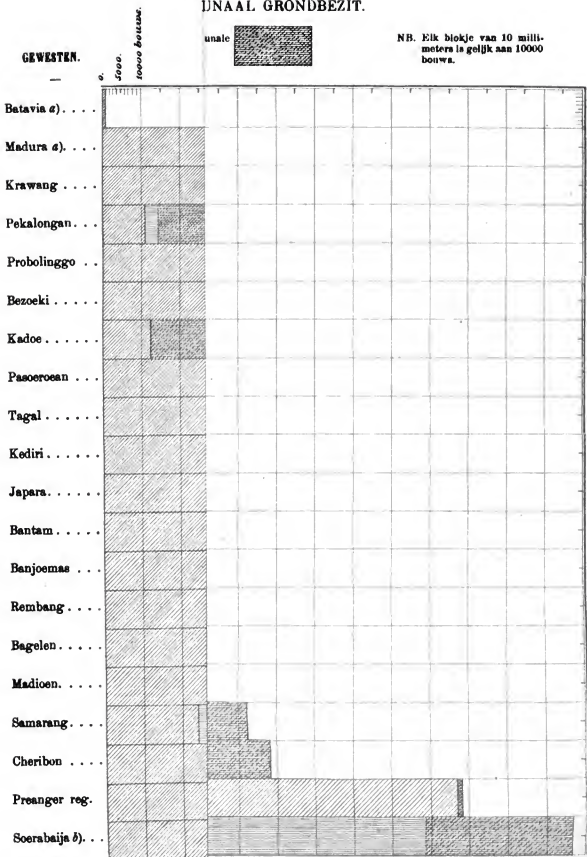 UNAAL GRONDBEZIT.
unale
NB. Elk blokje van 10 milli-
meters is gelijk aan 10000
bouws.
GEWESTEN.
0.
5000.
10000 bouws.
Batavia a)....
Madura a)....
Krawang ....
Pekalongan...
Probolinggo ..
Bezoeki .....
Kadoe ......
Pasoeroean ...
Tagal ......
Kediri ......
Japara......
Bantam .....
Banjoemas ...
Rembang ....
Bagelen.....
Madioen.....
Samarang....
Cheribon ....
Preanger reg.
Soerabaija b)...